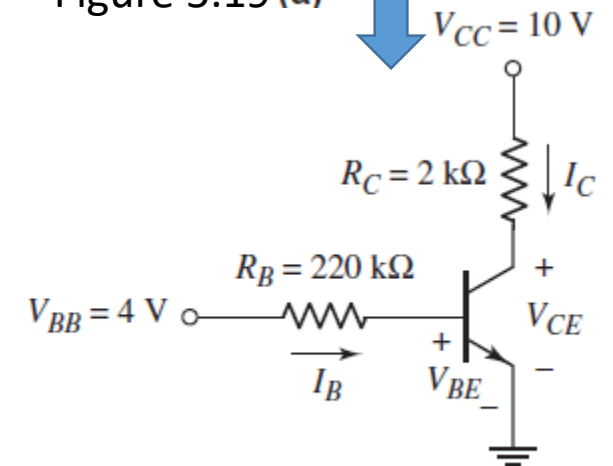 Figure 5.19 (a)
V_CC = 10 V
R_C = 2 kΩ
I_C
R_B = 220 kΩ
+
V_BB = 4 V
V_CE
+
I_B
V_BE
−
−